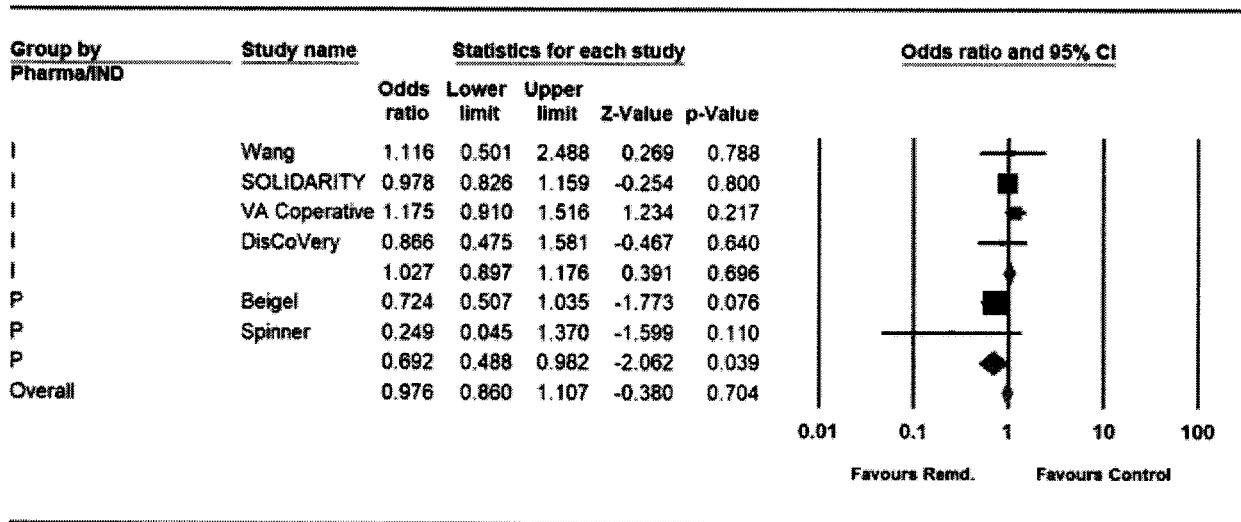 Group by Study name Statistics for each study Odds ratio and 95% CI
Pharma/IND
Odds Lower Upper
ratio limit limit Z-Value p-Value
I Wang 1.116 0.501 2.488 0.269 0.788
I SOLIDARITY 0.978 0.826 1.159 -0.254 0.800
I VA Coperative 1.175 0.910 1.516 1.234 0.217
I DisCoVery 0.866 0.475 1.581 -0.467 0.640
I 1.027 0.897 1.176 0.391 0.696
P Beigel 0.724 0.507 1.035 -1.773 0.076
P Spinner 0.249 0.045 1.370 -1.599 0.110
P 0.692 0.488 0.982 -2.062 0.039
Overall 0.976 0.860 1.107 -0.380 0.704
0.01 0.1 1 10 100
Favours Remd. Favours Control